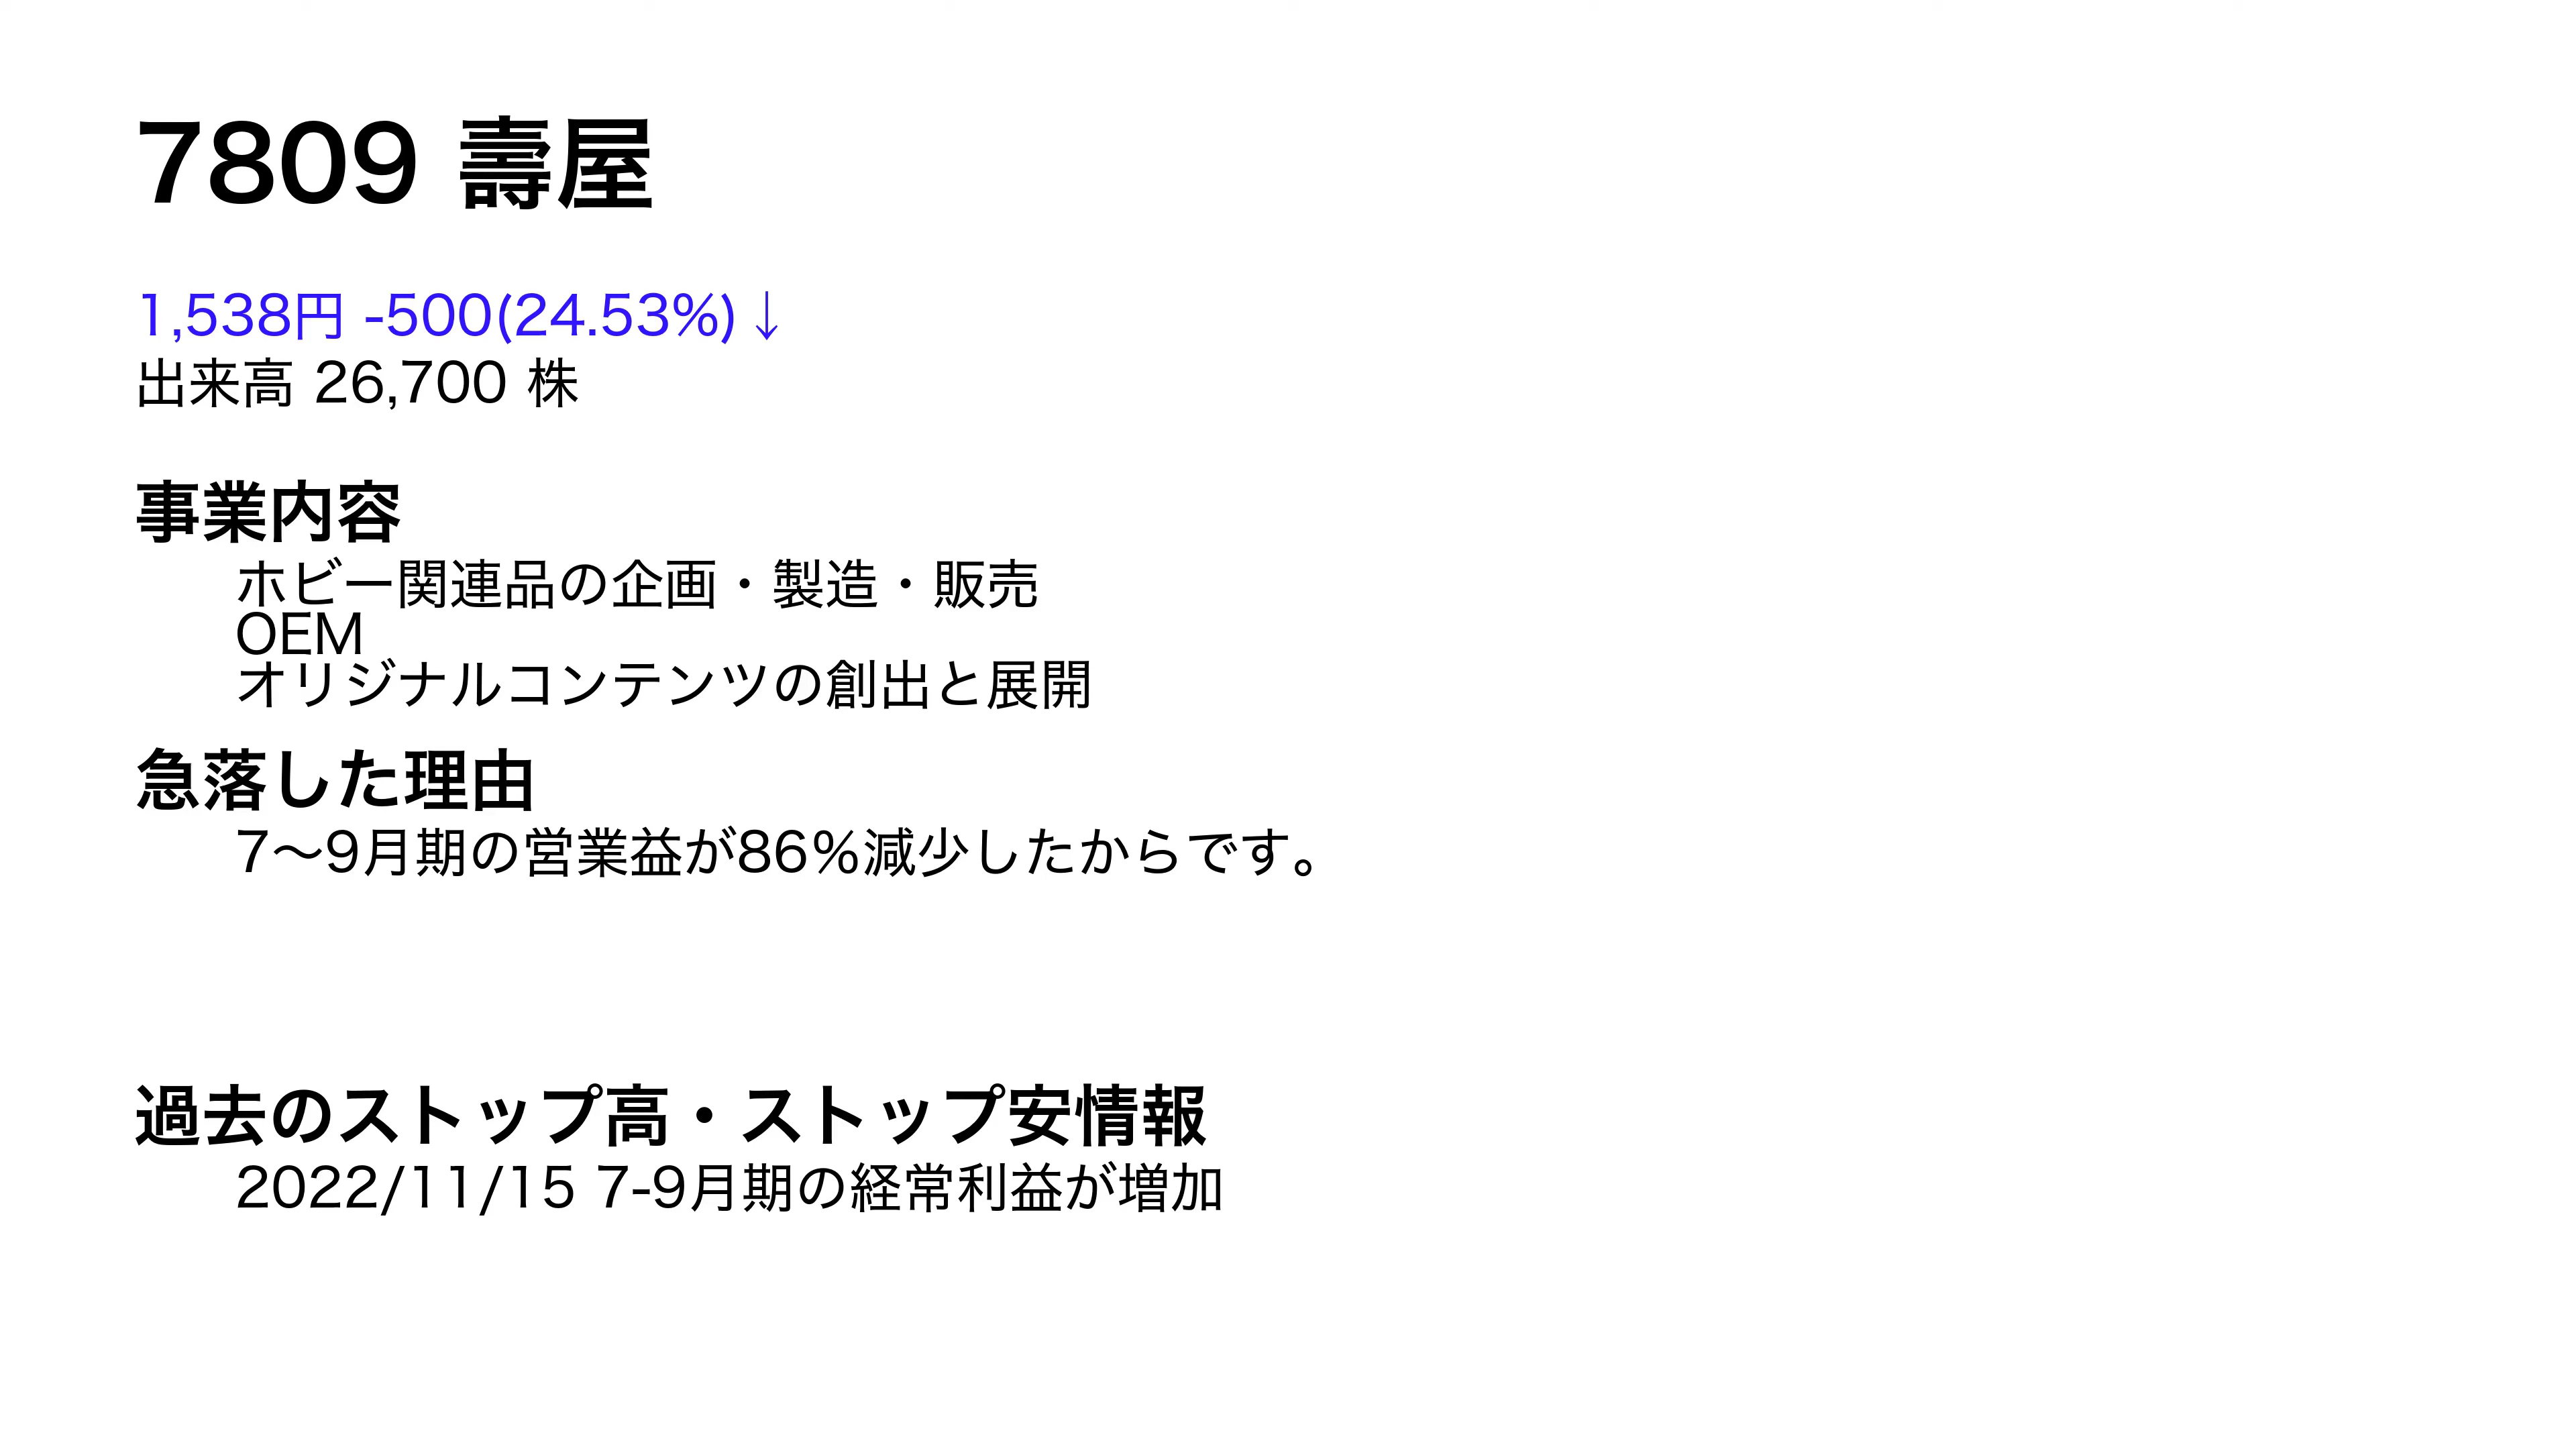 7809 壽屋
1,538円 -500(24.53%)↓
出来高 26,700 株
事業内容
ホビー関連品の企画・製造・販売
OEM
オリジナルコンテンツの創出と展開
急落した理由
7〜9月期の営業益が86%減少したからです。
過去のストップ高・ストップ安情報
2022/11/15 7-9月期の経常利益が増加